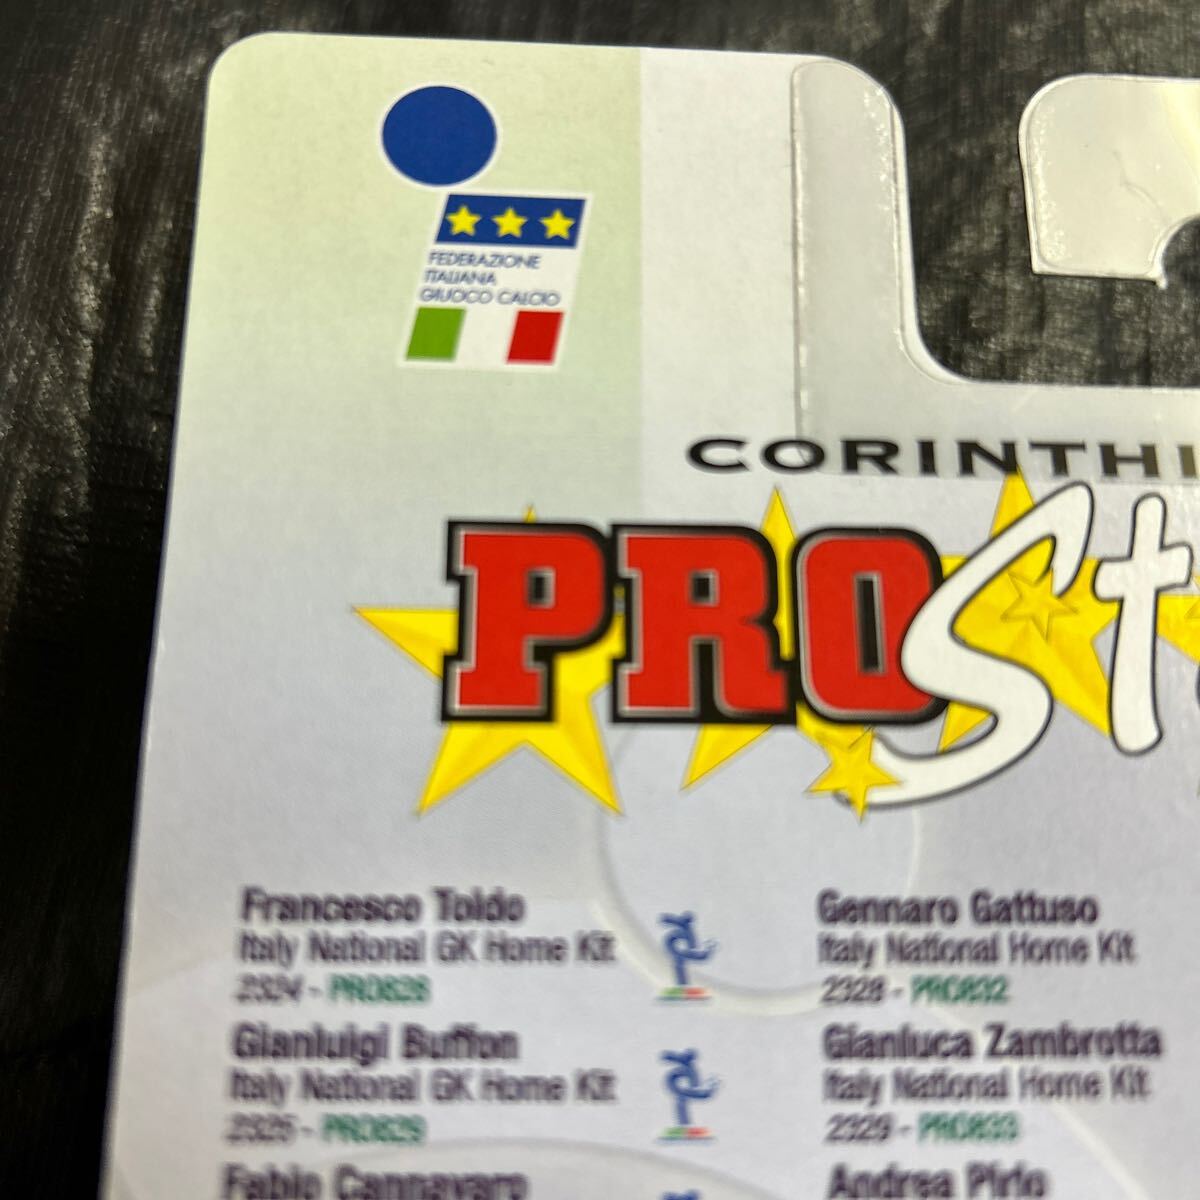 FEDERAZIONE
ITALIANA
GIUOCO CALCIO
CORINTHI
PROSt
Francesco Toldo
Italy National GK Home Kit
2324 - PRO828
Gianluigi Buffon
Italy National GK Home Kit
2325 - PRO829
Fabio Cannavaro
Gennaro Gattuso
Italy National Home Kit
2328 - PRO832
Gianluca Zambrotta
Italy National Home Kit
2329 - PRO833
Andrea Pirlo